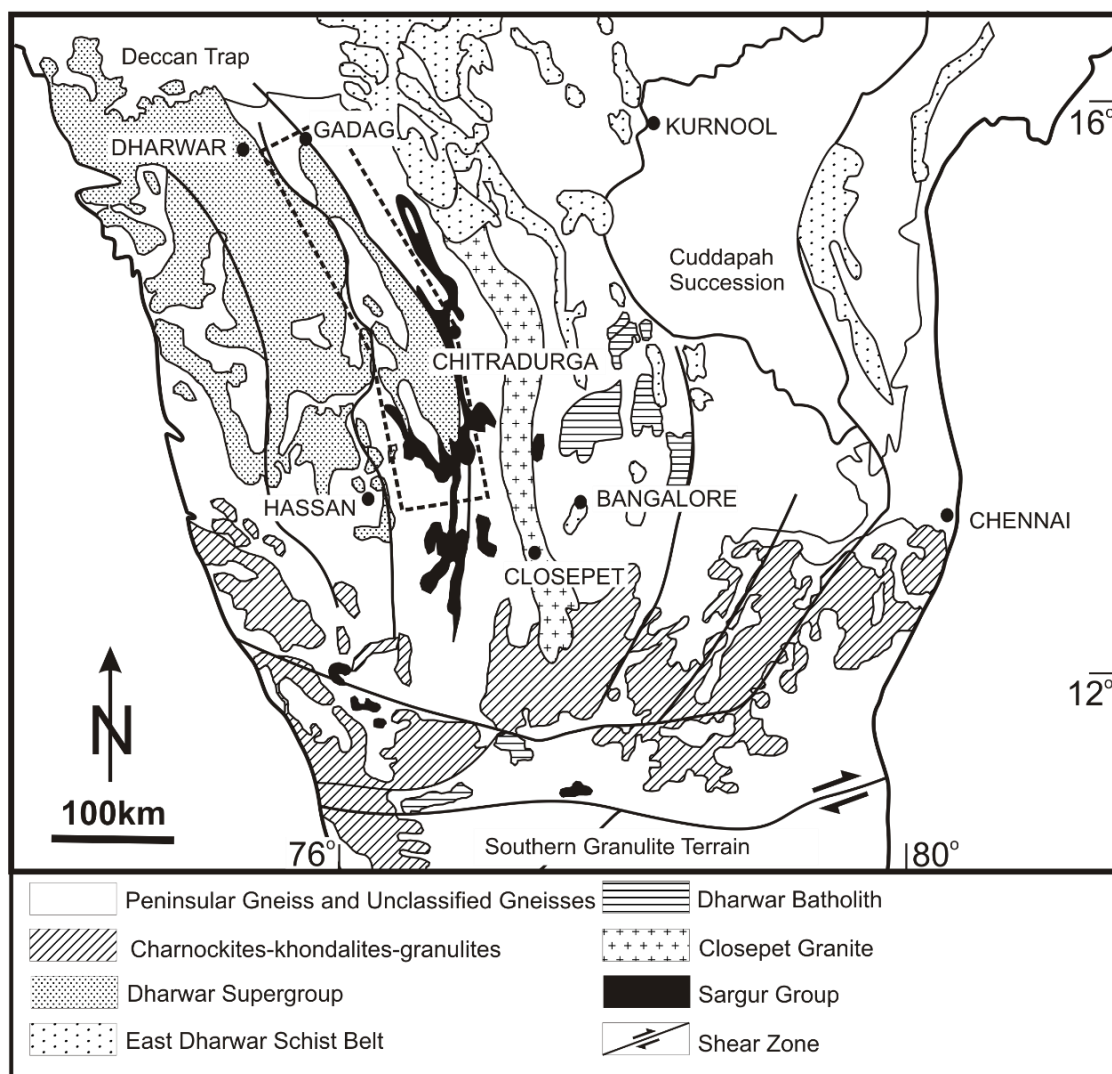 Deccan Trap
GADAG
DHARWAR
KURNOOL
16°
Cuddapah
Succession
CHITRADURGA
HASSAN
BANGALORE
CHENNAI
CLOSEPET
12°
N
100km
76°
Southern Granulite Terrain
80°
Peninsular Gneiss and Unclassified Gneisses
Dharwar Batholith
Charnockites-khondalites-granulites
Closepet Granite
Dharwar Supergroup
Sargur Group
East Dharwar Schist Belt
Shear Zone